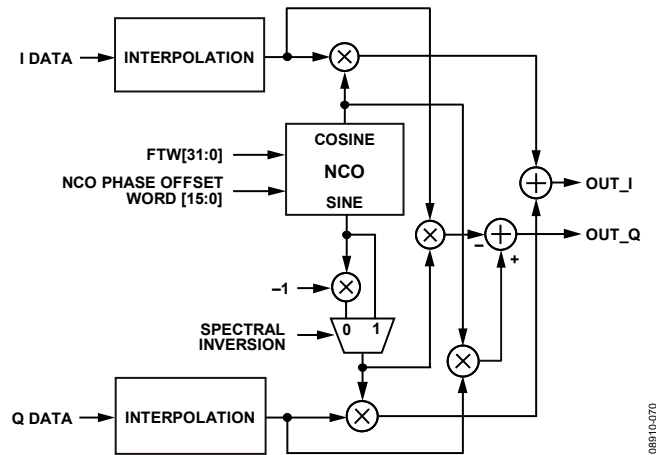 I DATA
INTERPOLATION
COSINE
FTW[31:0]
NCO
NCO PHASE OFFSET
WORD [15:0]
SINE
OUT_I
OUT_Q
–
+
–1
0 1
SPECTRAL
INVERSION
Q DATA
INTERPOLATION
08910-070